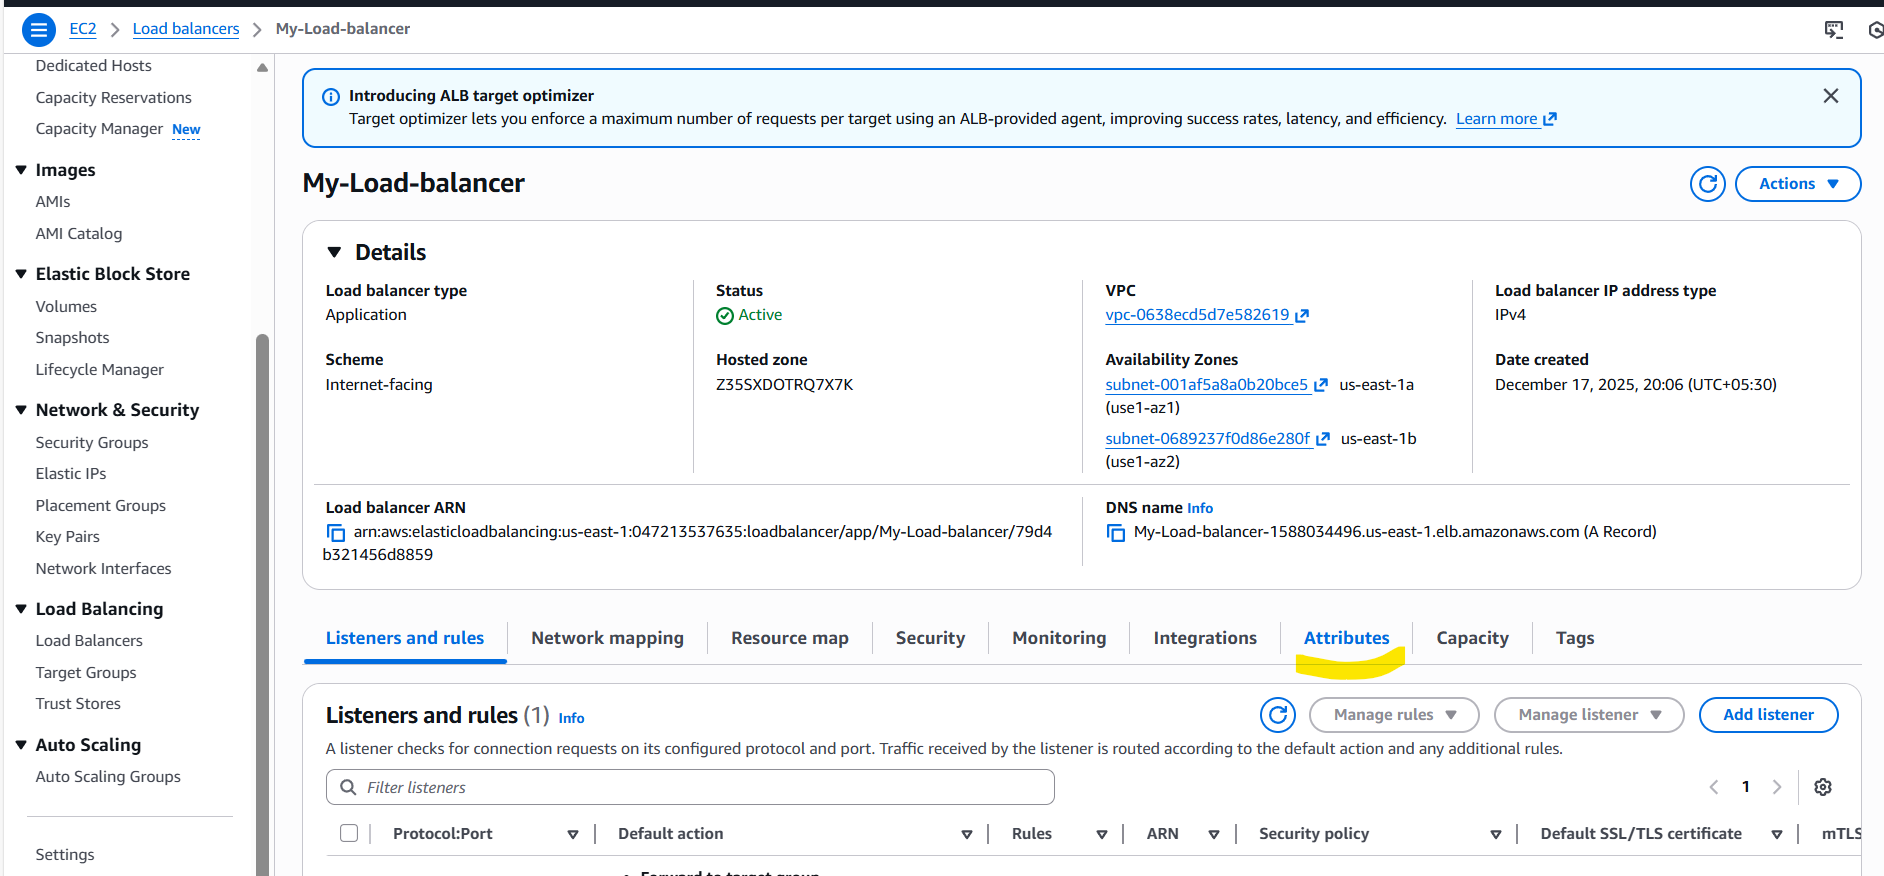 EC2 > Load balancers > My-Load-balancer
Dedicated Hosts
Capacity Reservations
Capacity Manager New
Images
AMIs
AMI Catalog
Elastic Block Store
Volumes
Snapshots
Lifecycle Manager
Network & Security
Security Groups
Elastic IPs
Placement Groups
Key Pairs
Network Interfaces
Load Balancing
Load Balancers
Target Groups
Trust Stores
Auto Scaling
Auto Scaling Groups
Settings
Introducing ALB target optimizer
Target optimizer lets you enforce a maximum number of requests per target using an ALB-provided agent, improving success rates, latency, and efficiency. Learn more
My-Load-balancer
Actions
Details
Load balancer type
Application
Scheme
Internet-facing
Status
Active
Hosted zone
Z35SXDOTRQ7X7K
VPC
vpc-0638ecd5d7e582619
Availability Zones
subnet-001af5a8a0b20bce5 us-east-1a
(use1-az1)
subnet-0689237f0d86e280f us-east-1b
(use1-az2)
Load balancer IP address type
IPv4
Date created
December 17, 2025, 20:06 (UTC+05:30)
Load balancer ARN
arn:aws:elasticloadbalancing:us-east-1:047213537635:loadbalancer/app/My-Load-balancer/79d4
b321456d8859
DNS name Info
My-Load-balancer-1588034496.us-east-1.elb.amazonaws.com (A Record)
Listeners and rules Network mapping Resource map Security Monitoring Integrations Attributes Capacity Tags
Listeners and rules (1) Info
Manage rules Manage listener Add listener
A listener checks for connection requests on its configured protocol and port. Traffic received by the listener is routed according to the default action and any additional rules.
Filter listeners
1
Protocol:Port Default action Rules ARN Security policy Default SSL/TLS certificate mTLS
Forward to target group